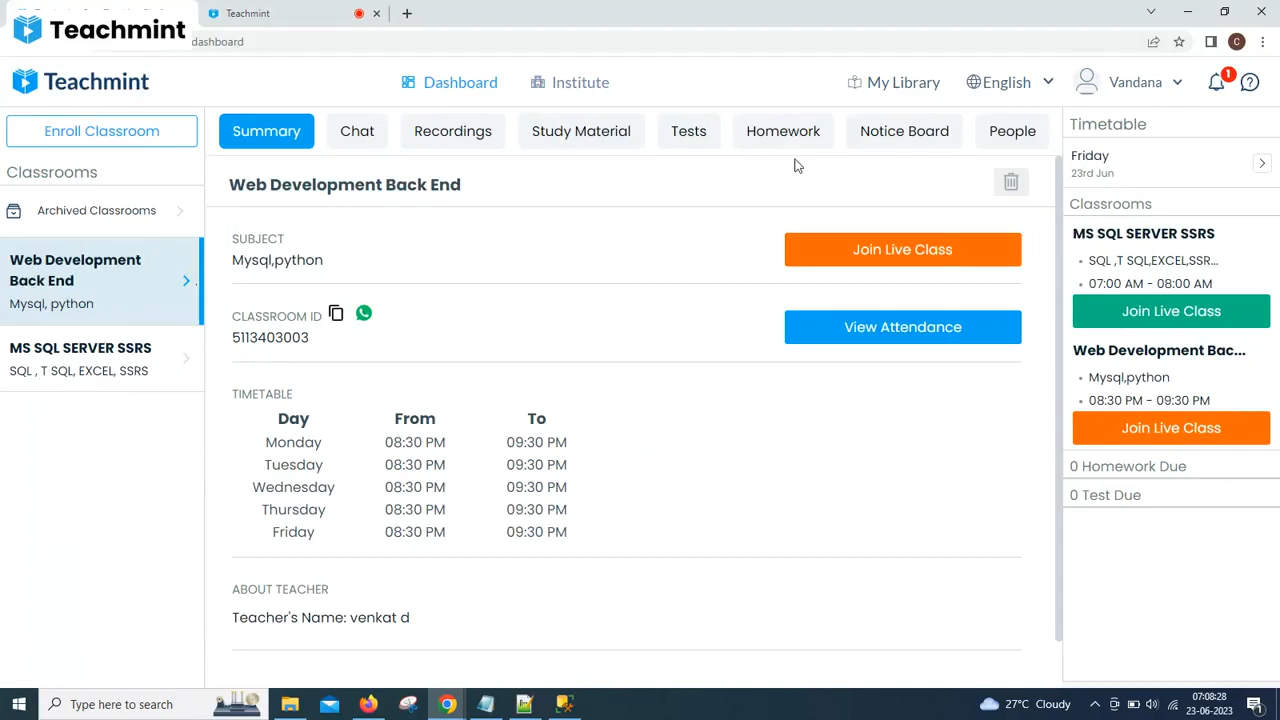 Teachmint
Teachmint
dashboard
C
Teachmint
Dashboard
Institute
My Library
English
Vandana
1
Enroll Classroom
Classrooms
Archived Classrooms
Web Development
Back End
Mysql, python
MS SQL SERVER SSRS
SQL , T SQL, EXCEL, SSRS
Summary
Chat
Recordings
Study Material
Tests
Homework
Notice Board
People
Web Development Back End
SUBJECT
Mysql,python
Join Live Class
CLASSROOM ID
5113403003
View Attendance
TIMETABLE
Day From To
Monday 08:30 PM 09:30 PM
Tuesday 08:30 PM 09:30 PM
Wednesday 08:30 PM 09:30 PM
Thursday 08:30 PM 09:30 PM
Friday 08:30 PM 09:30 PM
ABOUT TEACHER
Teacher's Name: venkat d
Timetable
Friday
23rd Jun
Classrooms
MS SQL SERVER SSRS
SQL ,T SQL,EXCEL,SSR...
07:00 AM - 08:00 AM
Join Live Class
Web Development Bac...
Mysql,python
08:30 PM - 09:30 PM
Join Live Class
0 Homework Due
0 Test Due
Type here to search
27°C Cloudy
07:08:28
23-06-2023
1